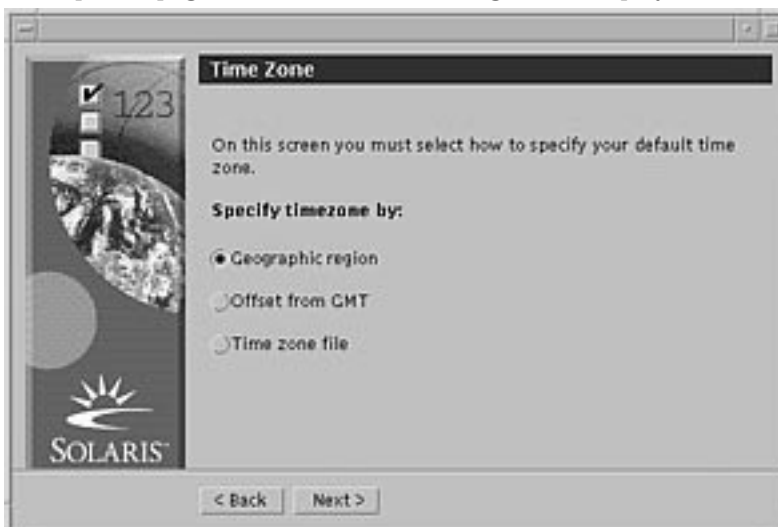 Time Zone
123
On this screen you must select how to specify your default time
zone.
Specify timezone by:
Geographic region
Offset from GMT
Time zone file
SOLARIS
< Back
Next >